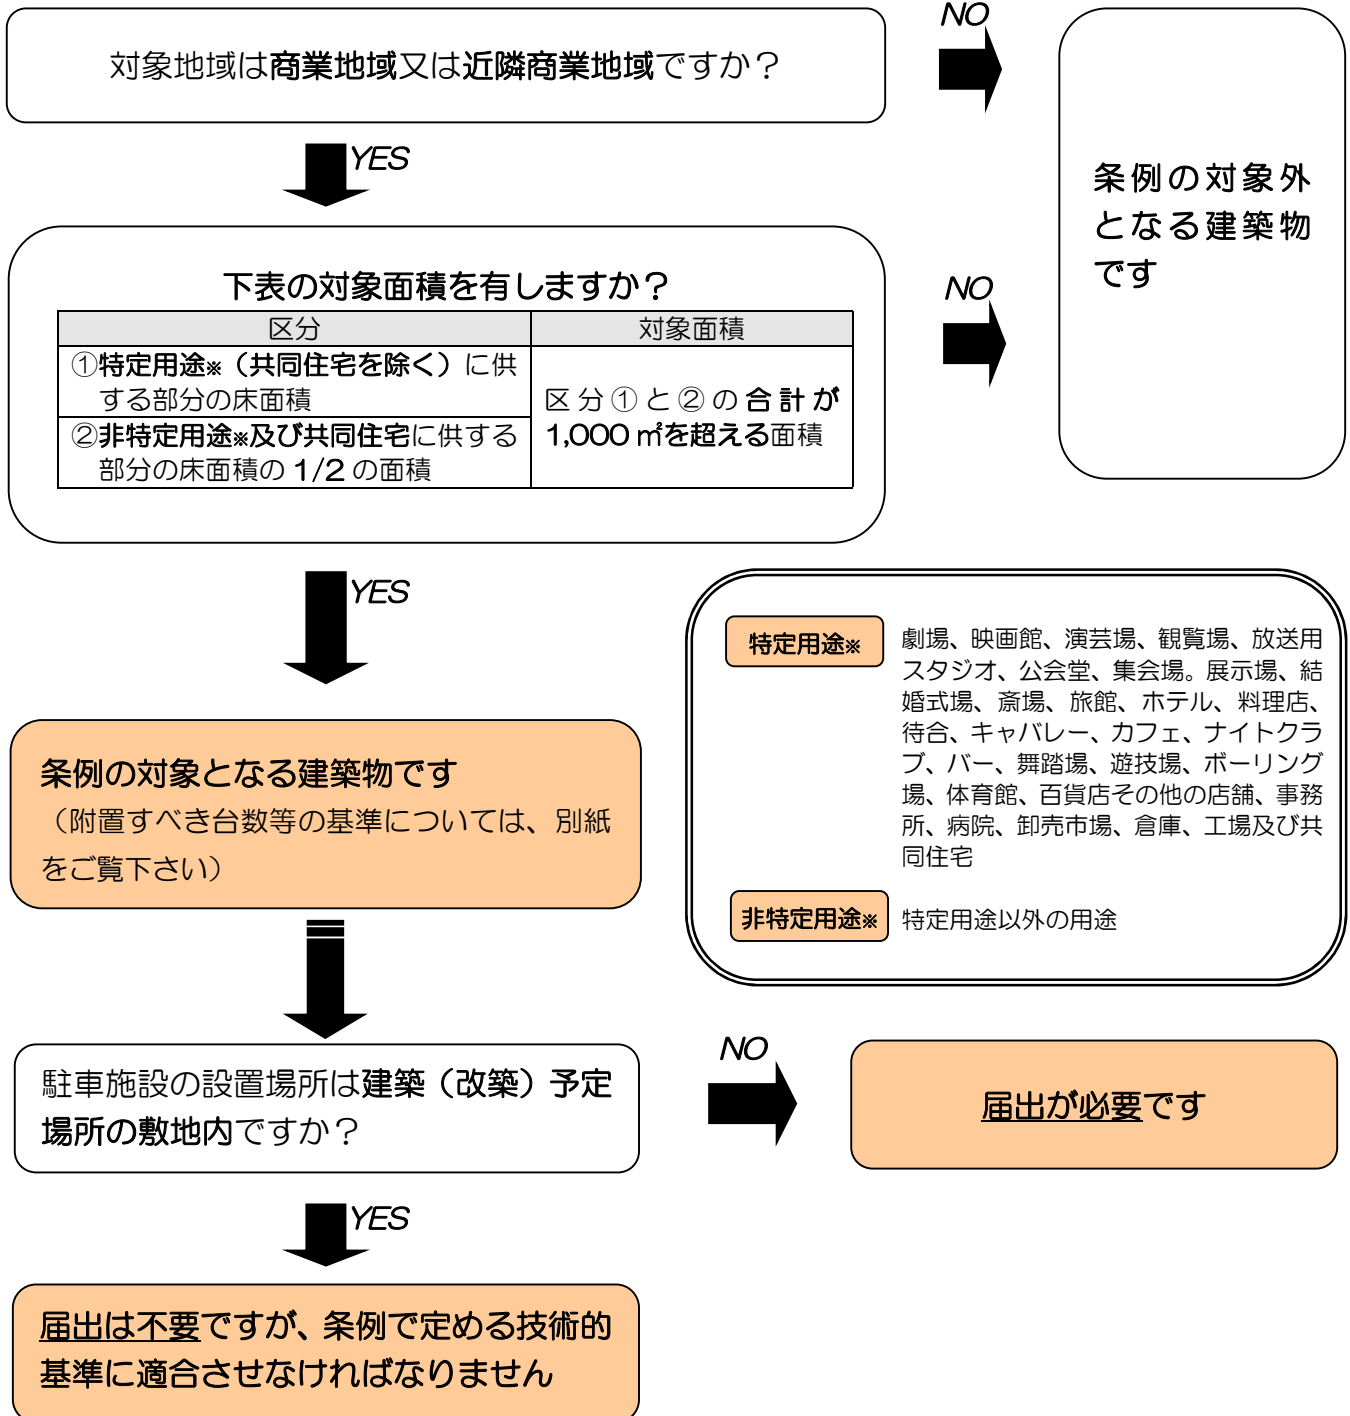 対象地域は商業地域又は近隣商業地域ですか？
NO
YES
条例の対象外
となる建築物
です
下表の対象面積を有しますか？
区分
対象面積
①特定用途※（共同住宅を除く）に供
する部分の床面積
②非特定用途※及び共同住宅に供する
部分の床面積の 1/2 の面積
区分①と②の合計が
1,000 ㎡を超える面積
NO
YES
特定用途※
劇場、映画館、演芸場、観覧場、放送用
スタジオ、公会堂、集会場。展示場、結
婚式場、斎場、旅館、ホテル、料理店、
待合、キャバレー、カフェ、ナイトクラ
ブ、バー、舞踏場、遊技場、ボーリング
場、体育館、百貨店その他の店舗、事務
所、病院、卸売市場、倉庫、工場及び共
同住宅
非特定用途※
特定用途以外の用途
条例の対象となる建築物です
（附置すべき台数等の基準については、別紙
をご覧下さい）
駐車施設の設置場所は建築（改築）予定
場所の敷地内ですか？
NO
届出が必要です
YES
届出は不要ですが、条例で定める技術的
基準に適合させなければなりません